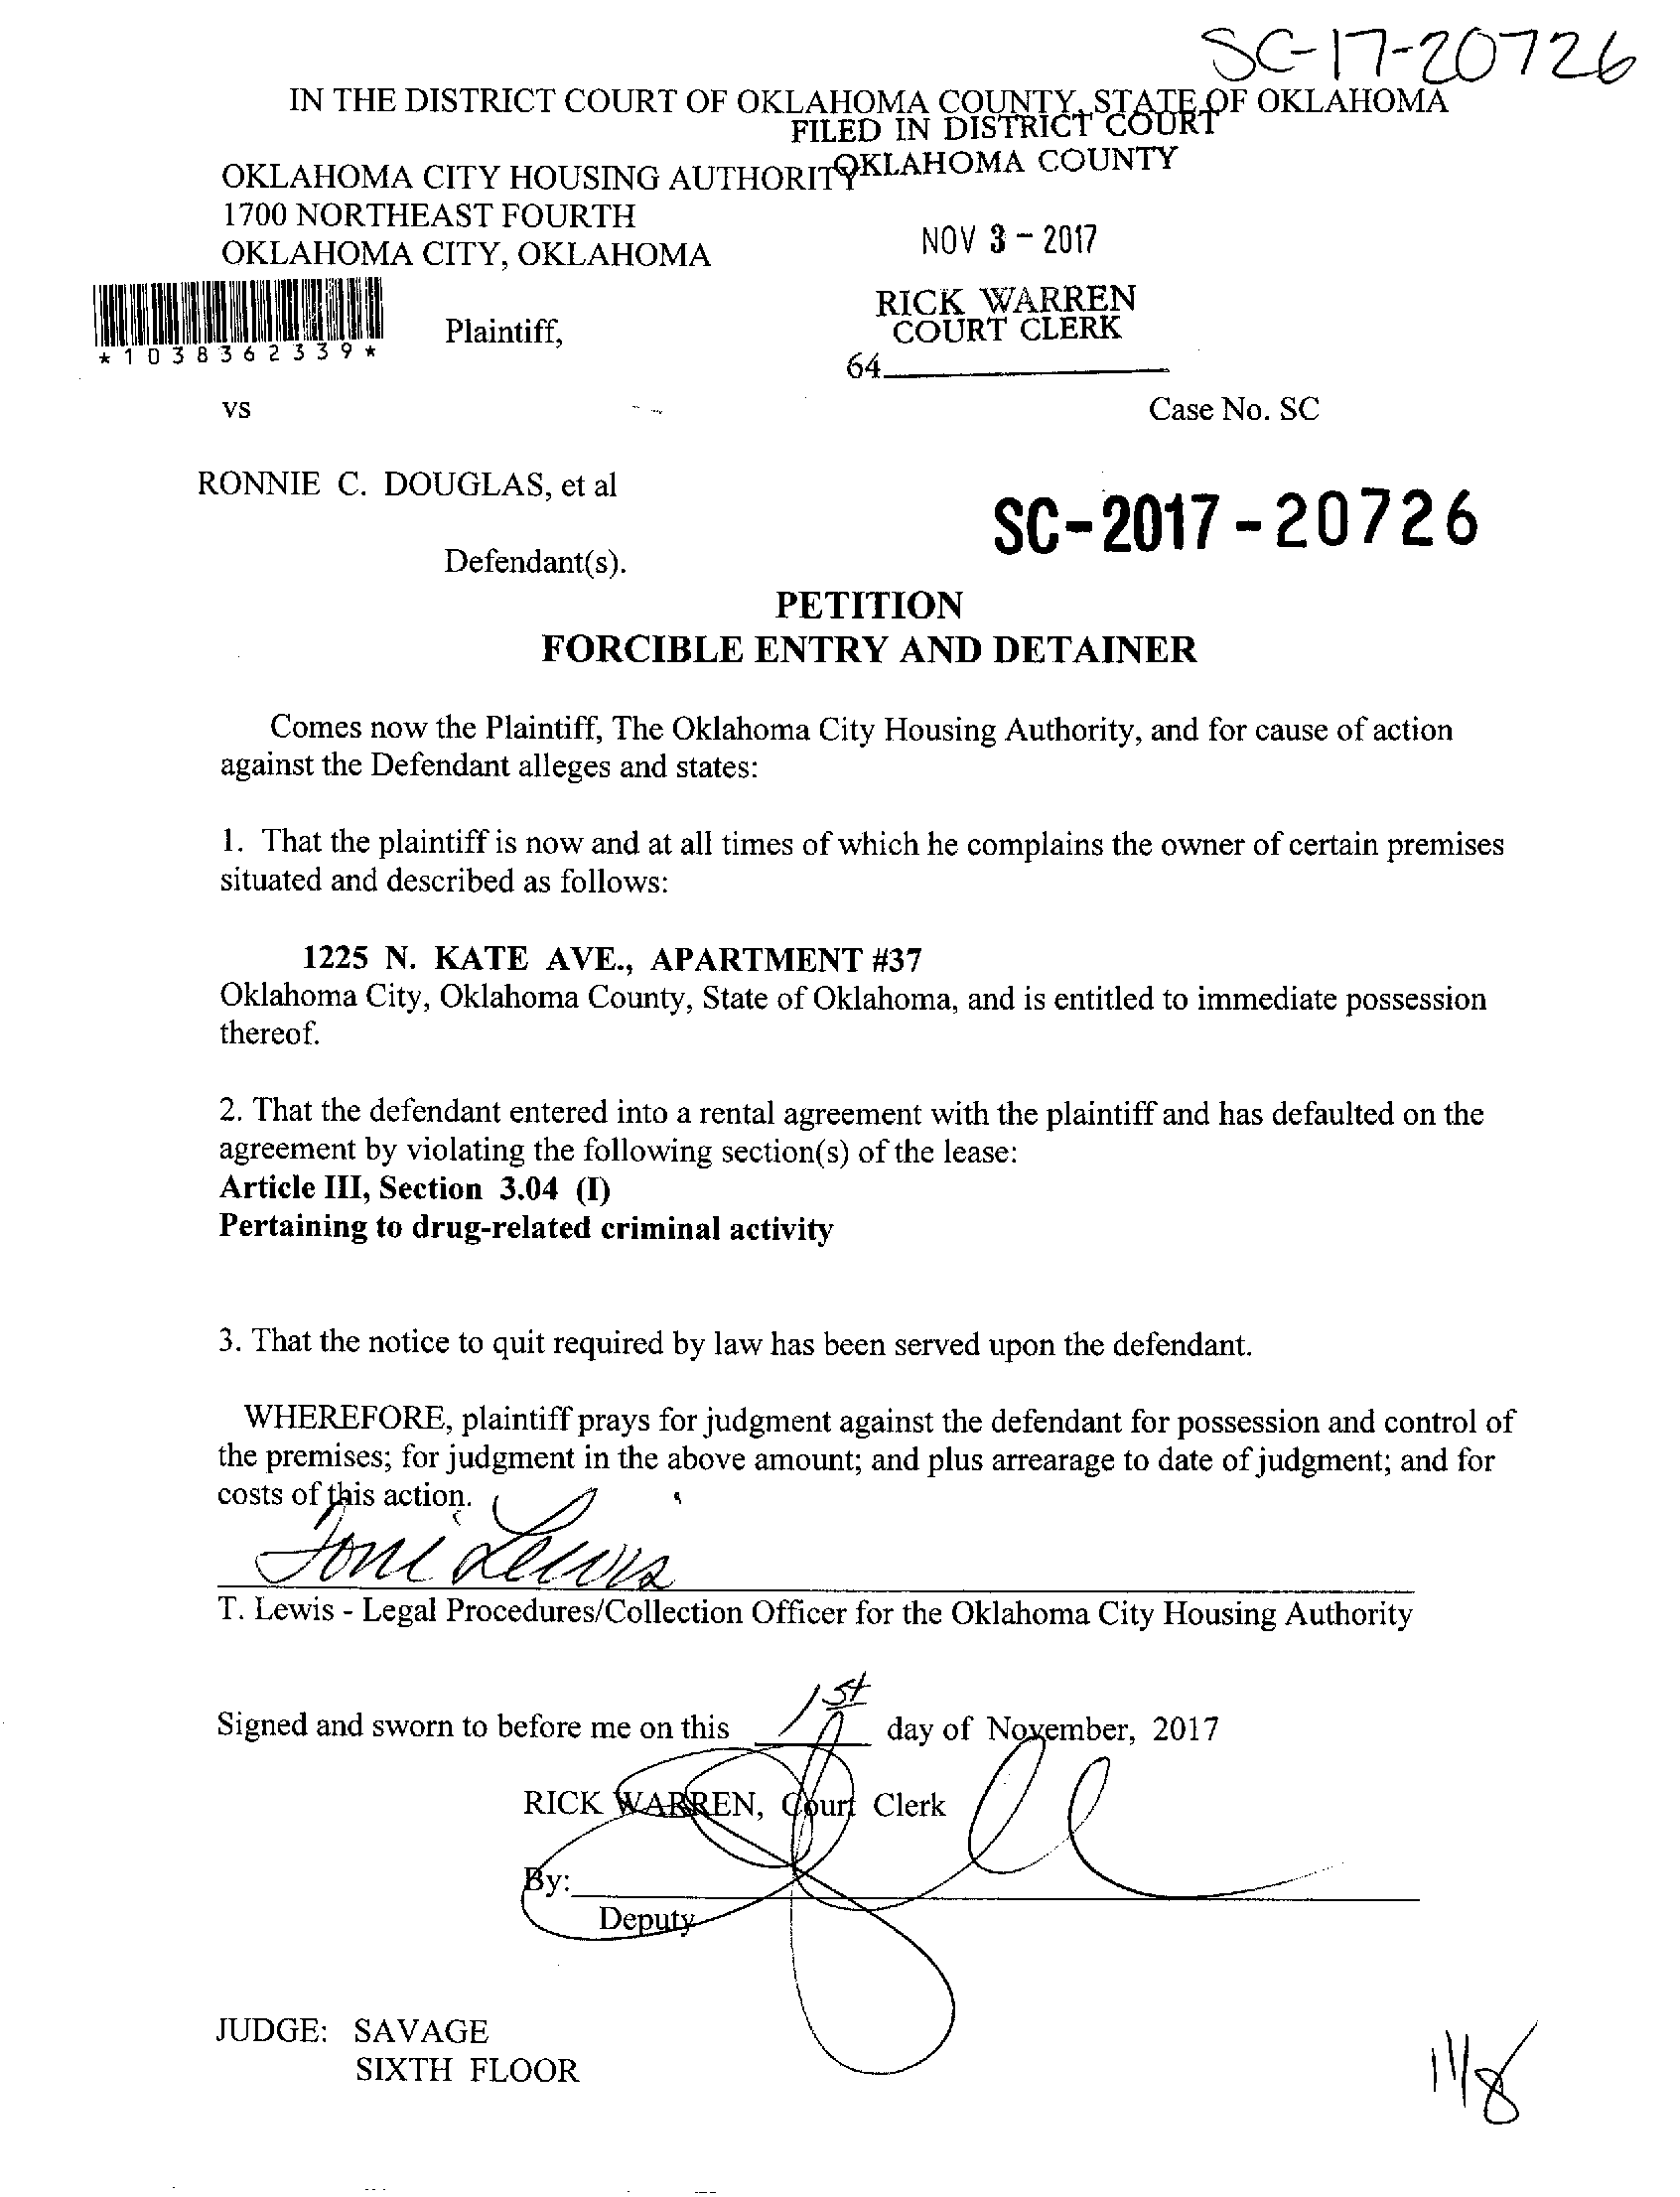 SC-17-20726
IN THE DISTRICT COURT OF OKLAHOMA COUNTY, STATE OF OKLAHOMA
FILED IN DISTRICT COURT
OKLAHOMA COUNTY
OKLAHOMA CITY HOUSING AUTHORITY
1700 NORTHEAST FOURTH
OKLAHOMA CITY, OKLAHOMA
NOV 3 - 2017
RICK WARREN
COURT CLERK
Plaintiff,
*1038362339*
64
vs
Case No. SC
RONNIE C. DOUGLAS, et al
SC-2017-20726
Defendant(s).
PETITION
FORCIBLE ENTRY AND DETAINER
Comes now the Plaintiff, The Oklahoma City Housing Authority, and for cause of action
against the Defendant alleges and states:
1. That the plaintiff is now and at all times of which he complains the owner of certain premises
situated and described as follows:
1225 N. KATE AVE., APARTMENT #37
Oklahoma City, Oklahoma County, State of Oklahoma, and is entitled to immediate possession
thereof.
2. That the defendant entered into a rental agreement with the plaintiff and has defaulted on the
agreement by violating the following section(s) of the lease:
Article III, Section 3.04 (I)
Pertaining to drug-related criminal activity
3. That the notice to quit required by law has been served upon the defendant.
WHEREFORE, plaintiff prays for judgment against the defendant for possession and control of
the premises; for judgment in the above amount; and plus arrearage to date of judgment; and for
costs of this action.
Toni Lewis
T. Lewis - Legal Procedures/Collection Officer for the Oklahoma City Housing Authority
Signed and sworn to before me on this 1st day of November, 2017
RICK WARREN, Court Clerk
By:
Deputy
JUDGE: SAVAGE
SIXTH FLOOR
11/8